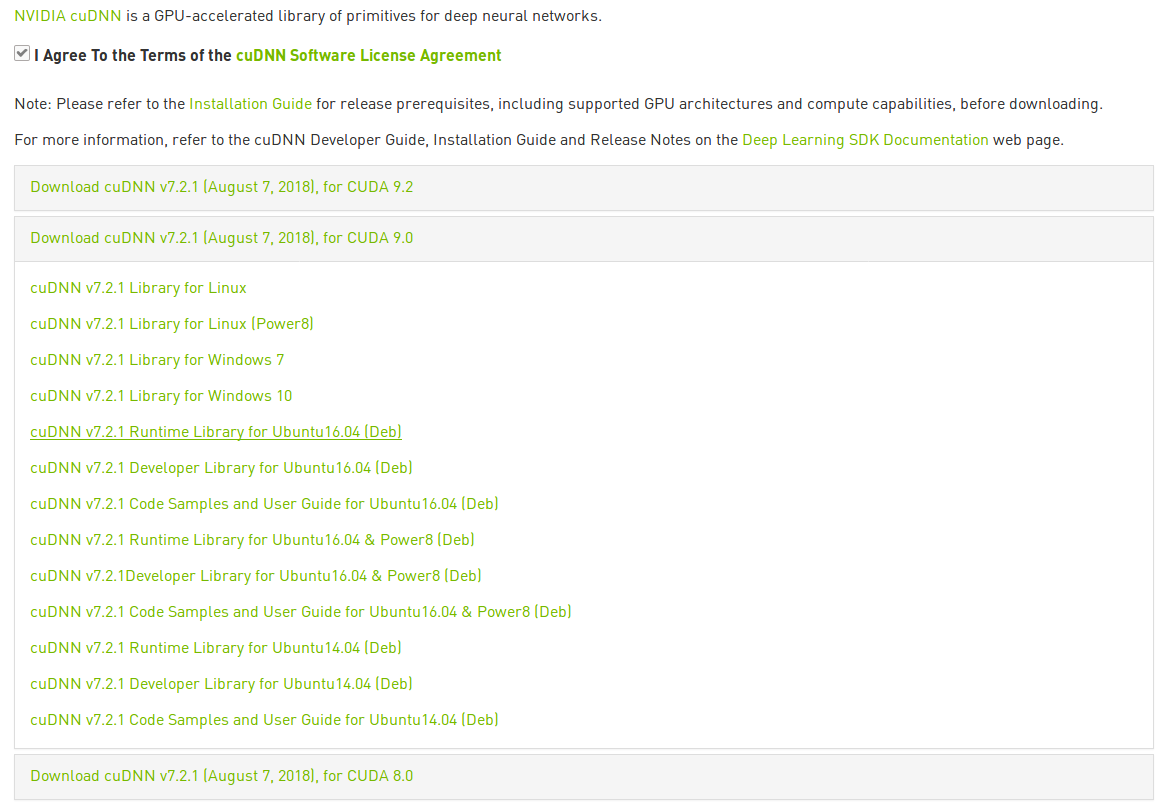 NVIDIA cuDNN is a GPU-accelerated library of primitives for deep neural networks.
I Agree To the Terms of the cuDNN Software License Agreement
Note: Please refer to the Installation Guide for release prerequisites, including supported GPU architectures and compute capabilities, before downloading.
For more information, refer to the cuDNN Developer Guide, Installation Guide and Release Notes on the Deep Learning SDK Documentation web page.
Download cuDNN v7.2.1 (August 7, 2018), for CUDA 9.2
Download cuDNN v7.2.1 (August 7, 2018), for CUDA 9.0
cuDNN v7.2.1 Library for Linux
cuDNN v7.2.1 Library for Linux (Power8)
cuDNN v7.2.1 Library for Windows 7
cuDNN v7.2.1 Library for Windows 10
cuDNN v7.2.1 Runtime Library for Ubuntu16.04 (Deb)
cuDNN v7.2.1 Developer Library for Ubuntu16.04 (Deb)
cuDNN v7.2.1 Code Samples and User Guide for Ubuntu16.04 (Deb)
cuDNN v7.2.1 Runtime Library for Ubuntu16.04 & Power8 (Deb)
cuDNN v7.2.1Developer Library for Ubuntu16.04 & Power8 (Deb)
cuDNN v7.2.1 Code Samples and User Guide for Ubuntu16.04 & Power8 (Deb)
cuDNN v7.2.1 Runtime Library for Ubuntu14.04 (Deb)
cuDNN v7.2.1 Developer Library for Ubuntu14.04 (Deb)
cuDNN v7.2.1 Code Samples and User Guide for Ubuntu14.04 (Deb)
Download cuDNN v7.2.1 (August 7, 2018), for CUDA 8.0